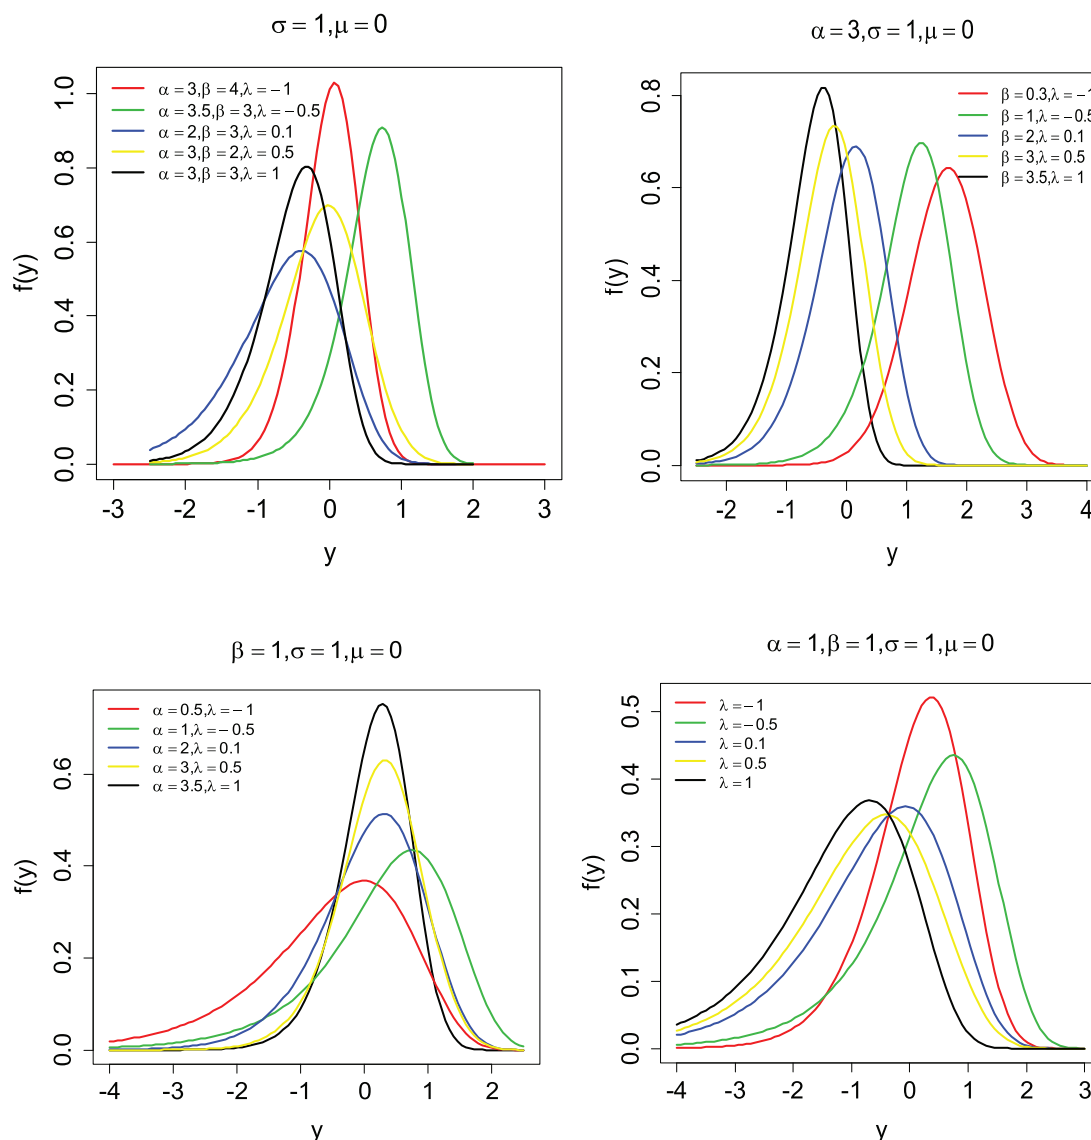 σ = 1,μ = 0
α = 3,β = 4,λ = −1
α = 3.5,β = 3,λ = −0.5
α = 2,β = 3,λ = 0.1
α = 3,β = 2,λ = 0.5
α = 3,β = 3,λ = 1
f(y)
0.0 0.2 0.4 0.6 0.8 1.0
-3 -2 -1 0 1 2 3
y
α = 3,σ = 1,μ = 0
β = 0.3,λ = −1
β = 1,λ = −0.5
β = 2,λ = 0.1
β = 3,λ = 0.5
β = 3.5,λ = 1
f(y)
0.0 0.2 0.4 0.6 0.8
-2 -1 0 1 2 3 4
y
β = 1,σ = 1,μ = 0
α = 0.5,λ = −1
α = 1,λ = −0.5
α = 2,λ = 0.1
α = 3,λ = 0.5
α = 3.5,λ = 1
f(y)
0.0 0.2 0.4 0.6
-4 -3 -2 -1 0 1 2
y
α = 1,β = 1,σ = 1,μ = 0
λ = −1
λ = −0.5
λ = 0.1
λ = 0.5
λ = 1
f(y)
0.0 0.1 0.2 0.3 0.4 0.5
-4 -3 -2 -1 0 1 2 3
y